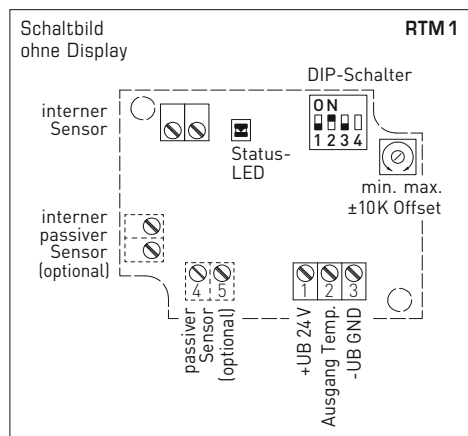 Schaltbild
ohne Display
RTM 1
DIP-Schalter
interner
Sensor
ON
1 2 3 4
Status-
LED
min. max.
±10K Offset
interner
passiver
Sensor
(optional)
4 5
1 2 3
passiver
Sensor
(optional)
+UB 24 V
Ausgang Temp.
-UB GND